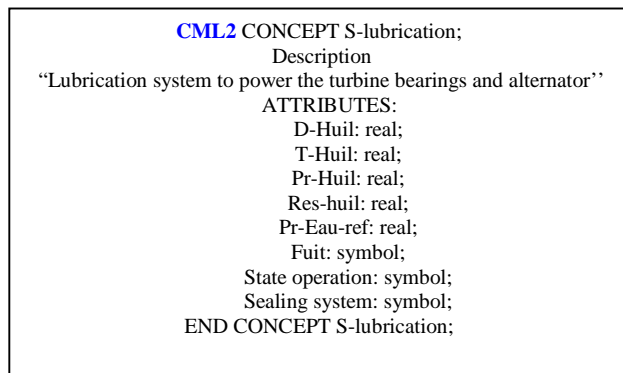 CML2 CONCEPT S-lubrication;
Description
“Lubrication system to power the turbine bearings and alternator’’
ATTRIBUTES:
D-Huil: real;
T-Huil: real;
Pr-Huil: real;
Res-huil: real;
Pr-Eau-ref: real;
Fuit: symbol;
State operation: symbol;
Sealing system: symbol;
END CONCEPT S-lubrication;